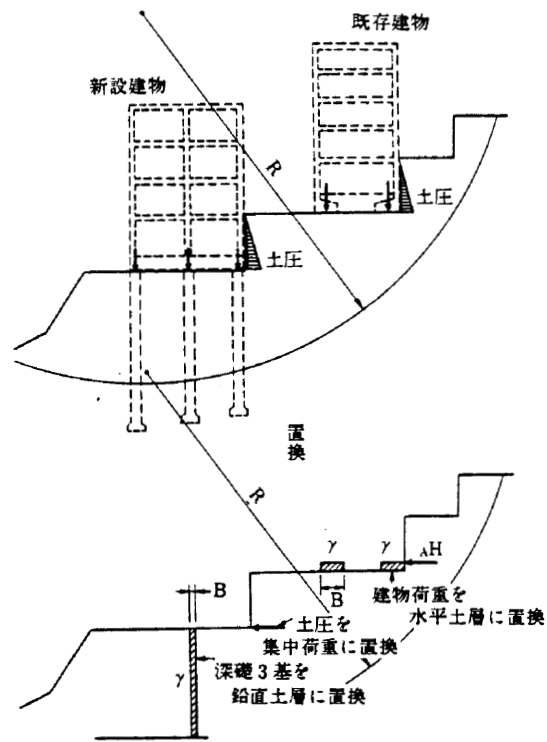 既存建物
新設建物
R
土圧
土圧
置換
R
γ
γ
AH
B
B
建物荷重を
水平土層に置換
土圧を
集中荷重に置換
γ
深礎3基を
鉛直土層に置換